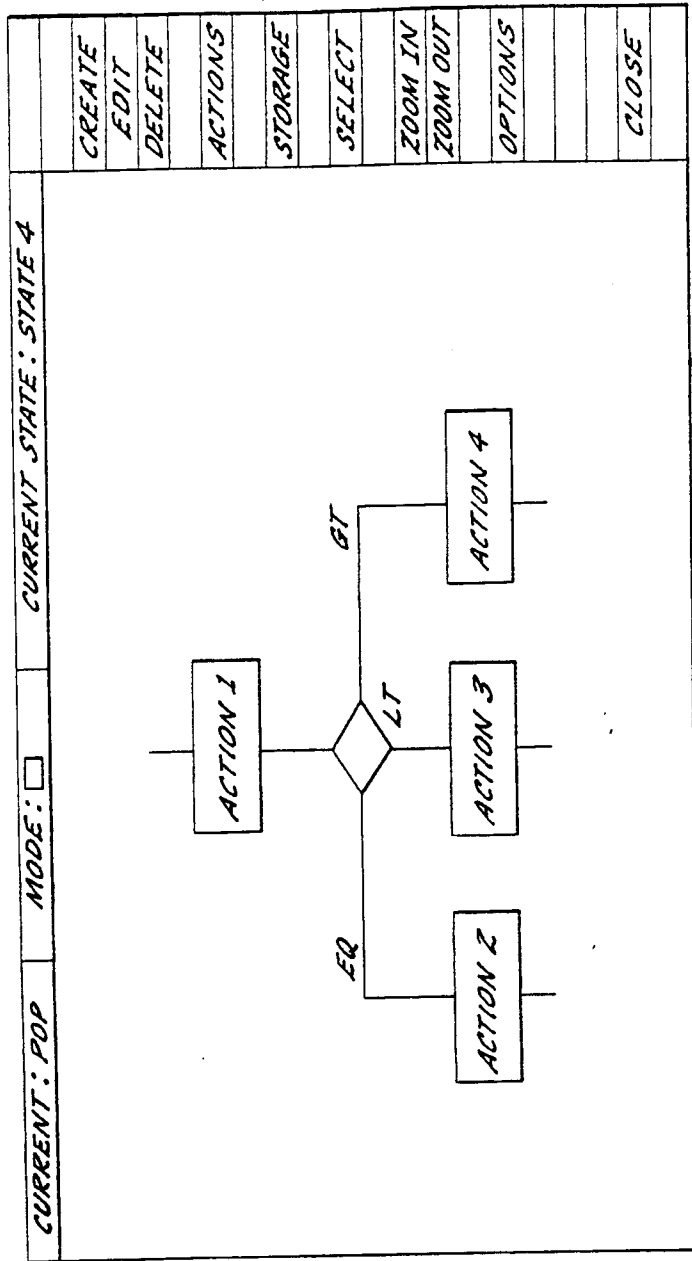 CURRENT: POP
MODE:
CURRENT STATE: STATE 4
CREATE
EDIT
DELETE
ACTIONS
STORAGE
SELECT
ZOOM IN
ZOOM OUT
OPTIONS
CLOSE
ACTION 1
EQ
LT
GT
ACTION 2
ACTION 3
ACTION 4